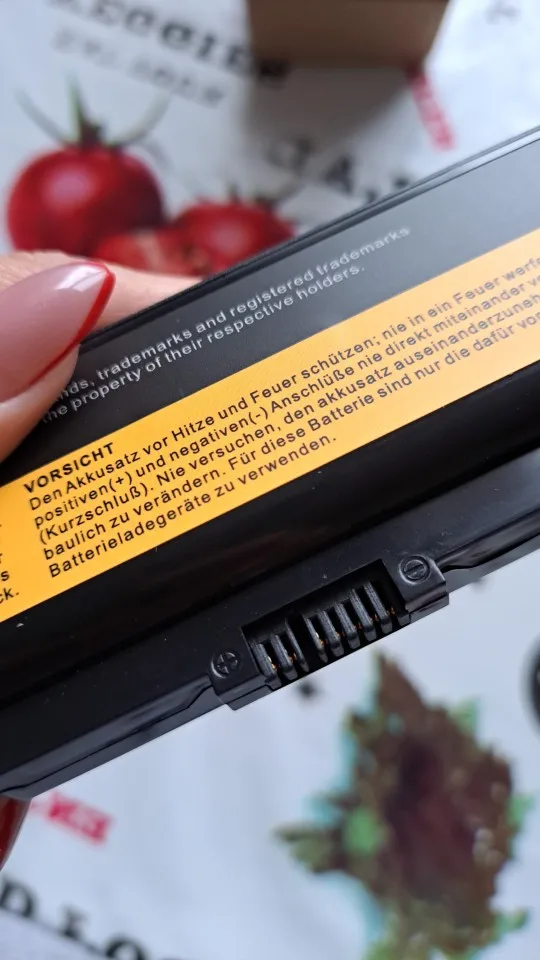 trademarks and registered trademarks
the property of their respective holders.
VORSICHT
Den Akkusatz vor Hitze und Feuer schützen; nie in ein Feuer
positiven(+) und negativen(-) Anschlüße nie direkt miteinander
(Kurzschluß). Nie versuchen, den akkusatz
baulich zu verändern. Für diese Batterie sind nur die dafür
Batterieladegeräte zu verwenden.
+
-